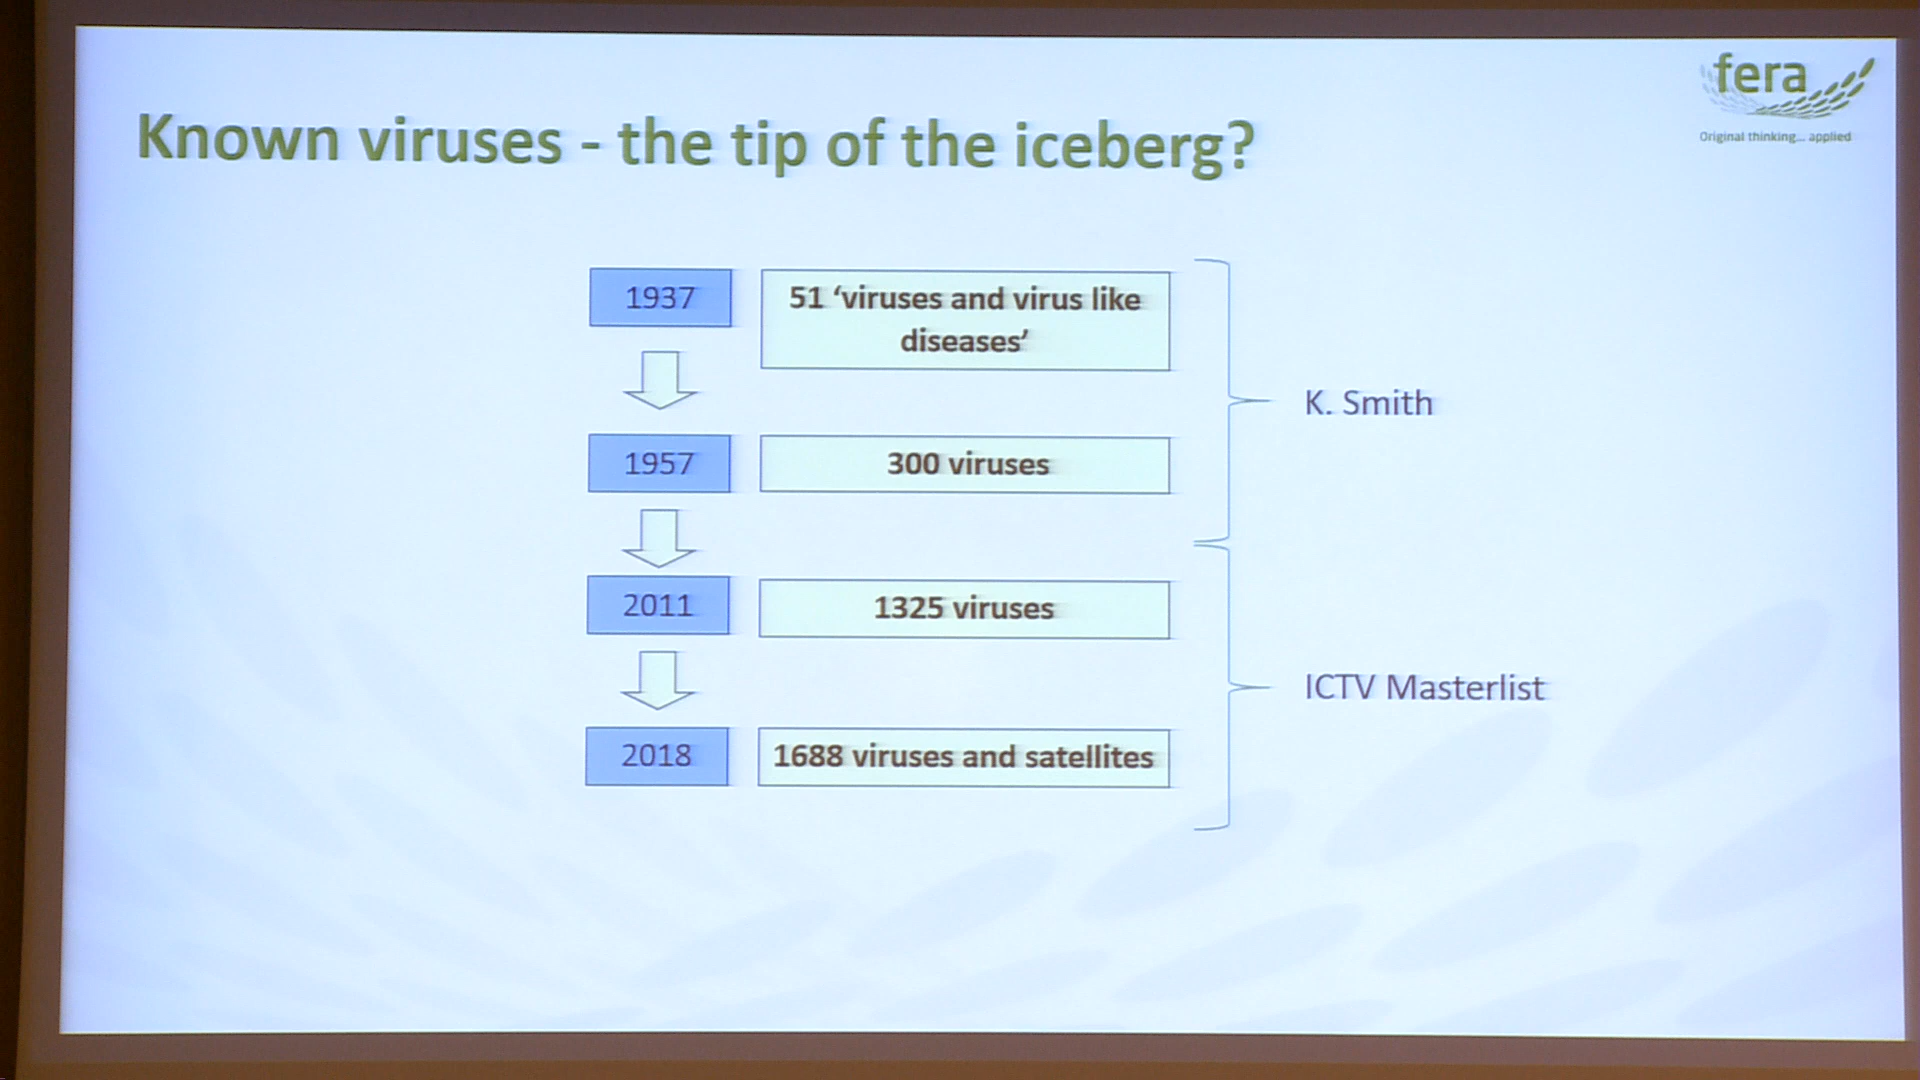 fera
Original thinking... applied
Known viruses - the tip of the iceberg?
1937
51 ‘viruses and virus like
diseases’
K. Smith
1957
300 viruses
2011
1325 viruses
ICTV Masterlist
2018
1688 viruses and satellites